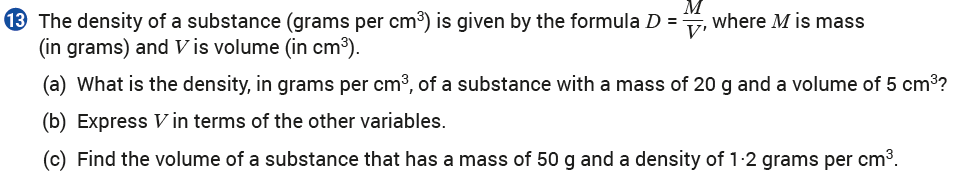 13 The density of a substance (grams per cm³) is given by the formula D = M/V, where M is mass
(in grams) and V is volume (in cm³).
(a) What is the density, in grams per cm³, of a substance with a mass of 20 g and a volume of 5 cm³?
(b) Express V in terms of the other variables.
(c) Find the volume of a substance that has a mass of 50 g and a density of 1·2 grams per cm³.